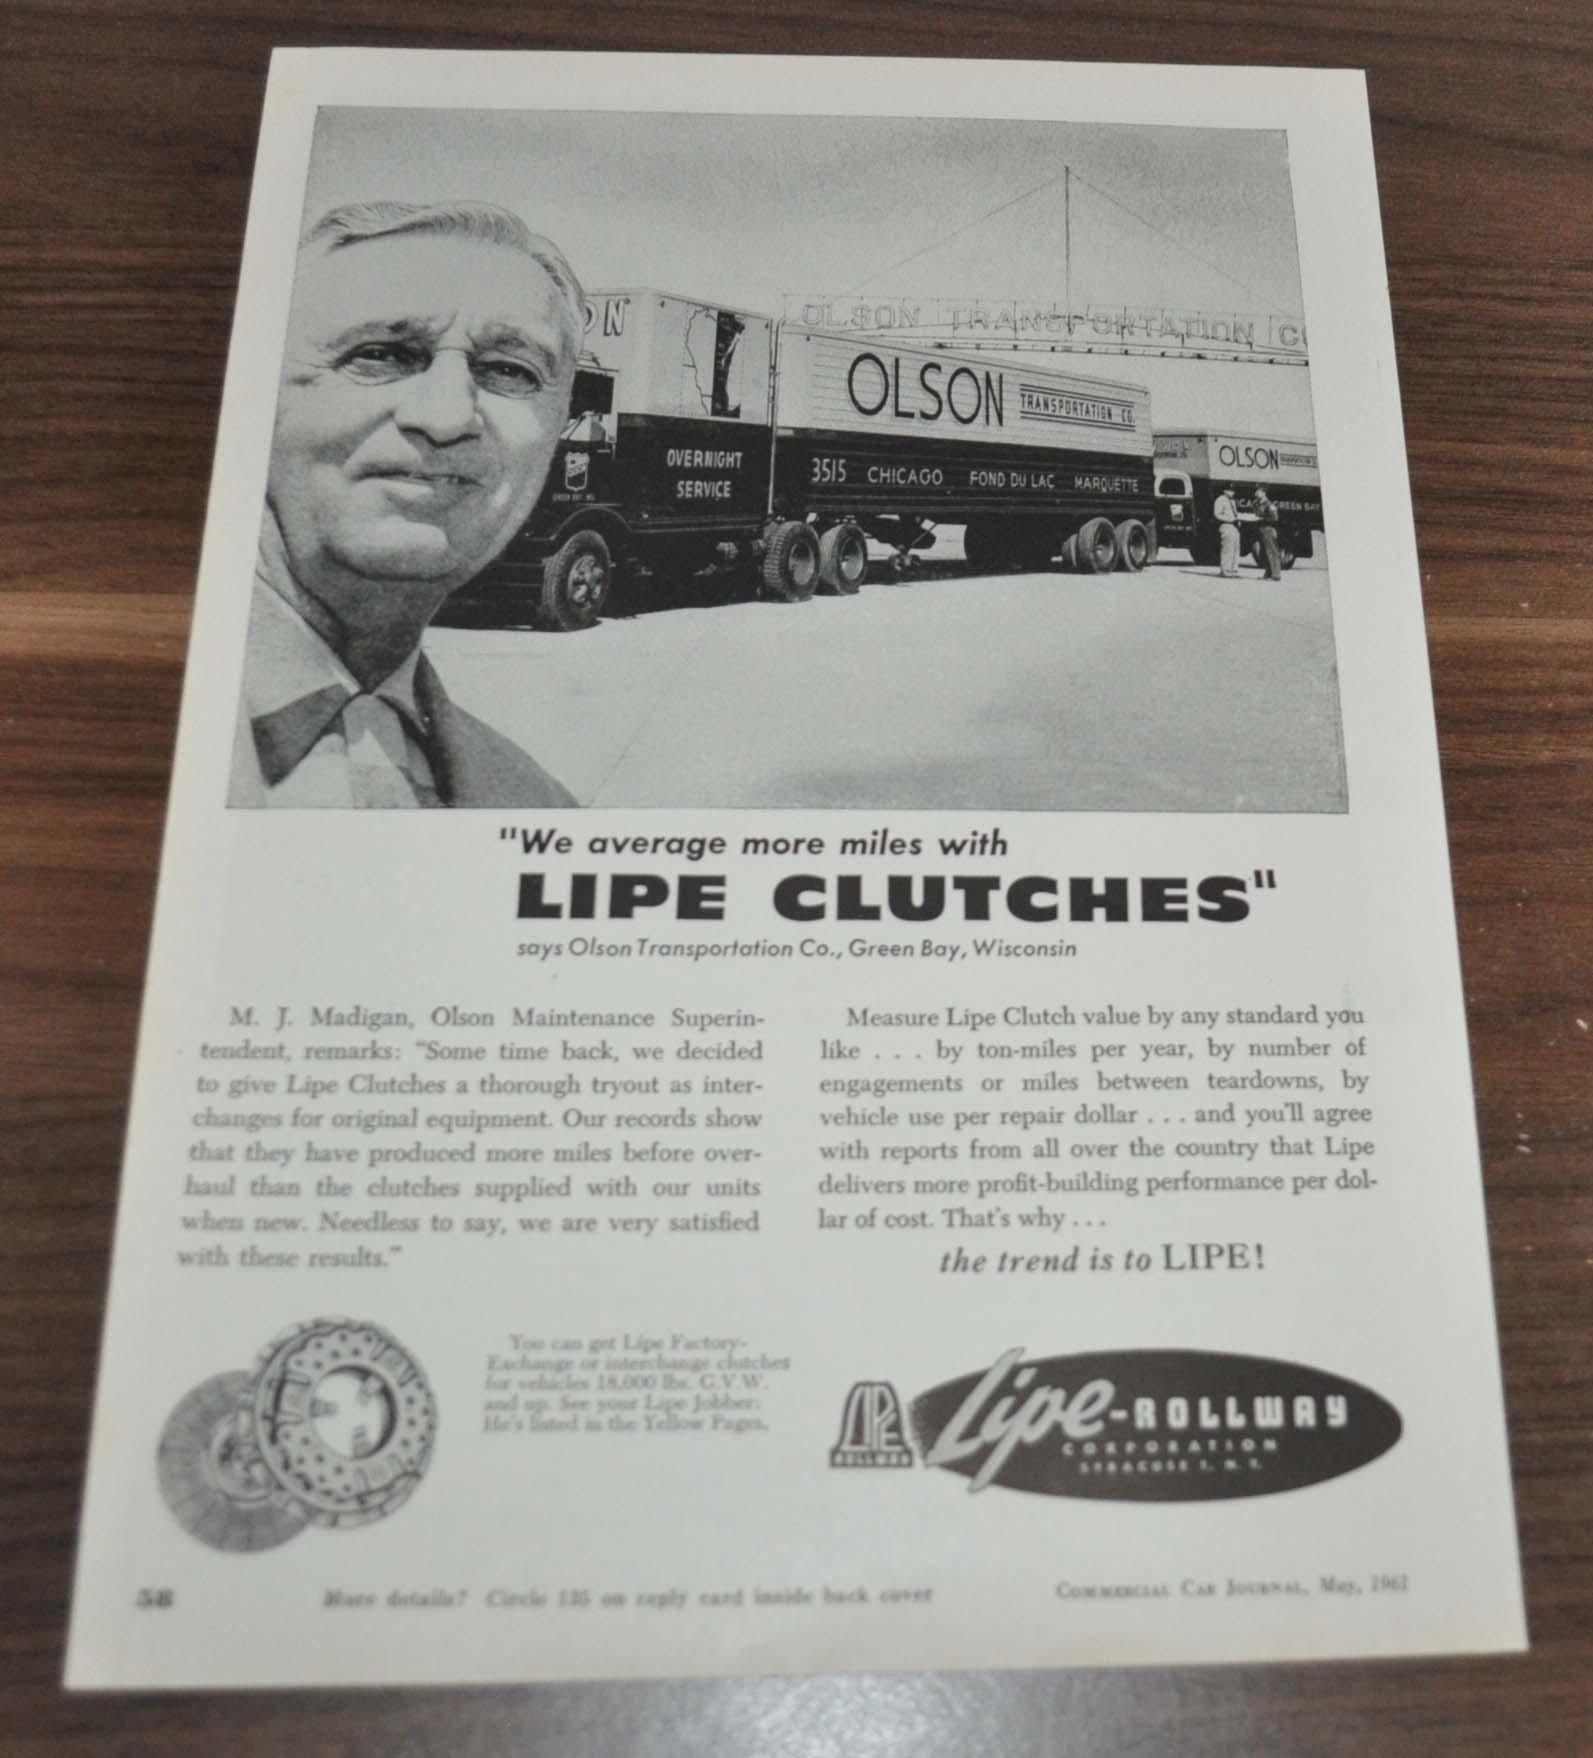 ON
OLSON TRANSPORTATION CO
OLSON TRANSPORTATION CO.
OVERNIGHT
SERVICE
3515 CHICAGO FOND DU LAC MARQUETTE
OLSON
GREEN BAY
"We average more miles with
LIPE CLUTCHES"
says Olson Transportation Co., Green Bay, Wisconsin
M. J. Madigan, Olson Maintenance Superin-
tendent, remarks: "Some time back, we decided
to give Lipe Clutches a thorough tryout as inter-
changes for original equipment. Our records show
that they have produced more miles before over-
haul than the clutches supplied with our units
when new. Needless to say, we are very satisfied
with these results."
Measure Lipe Clutch value by any standard you
like . . . by ton-miles per year, by number of
engagements or miles between teardowns, by
vehicle use per repair dollar . . . and you'll agree
with reports from all over the country that Lipe
delivers more profit-building performance per dol-
lar of cost. That's why . . .
the trend is to LIPE!
You can get Lipe Factory-
Exchange or interchange clutches
for vehicles 18,000 lbs. G.V.W.
and up. See your Lipe Jobber:
He's listed in the Yellow Pages.
LIPE
ROLLWAY
Lipe-ROLLWAY
CORPORATION
SYRACUSE 1, N. Y.
58
More details? Circle 135 on reply card inside back cover
COMMERCIAL CAR JOURNAL, May, 1961